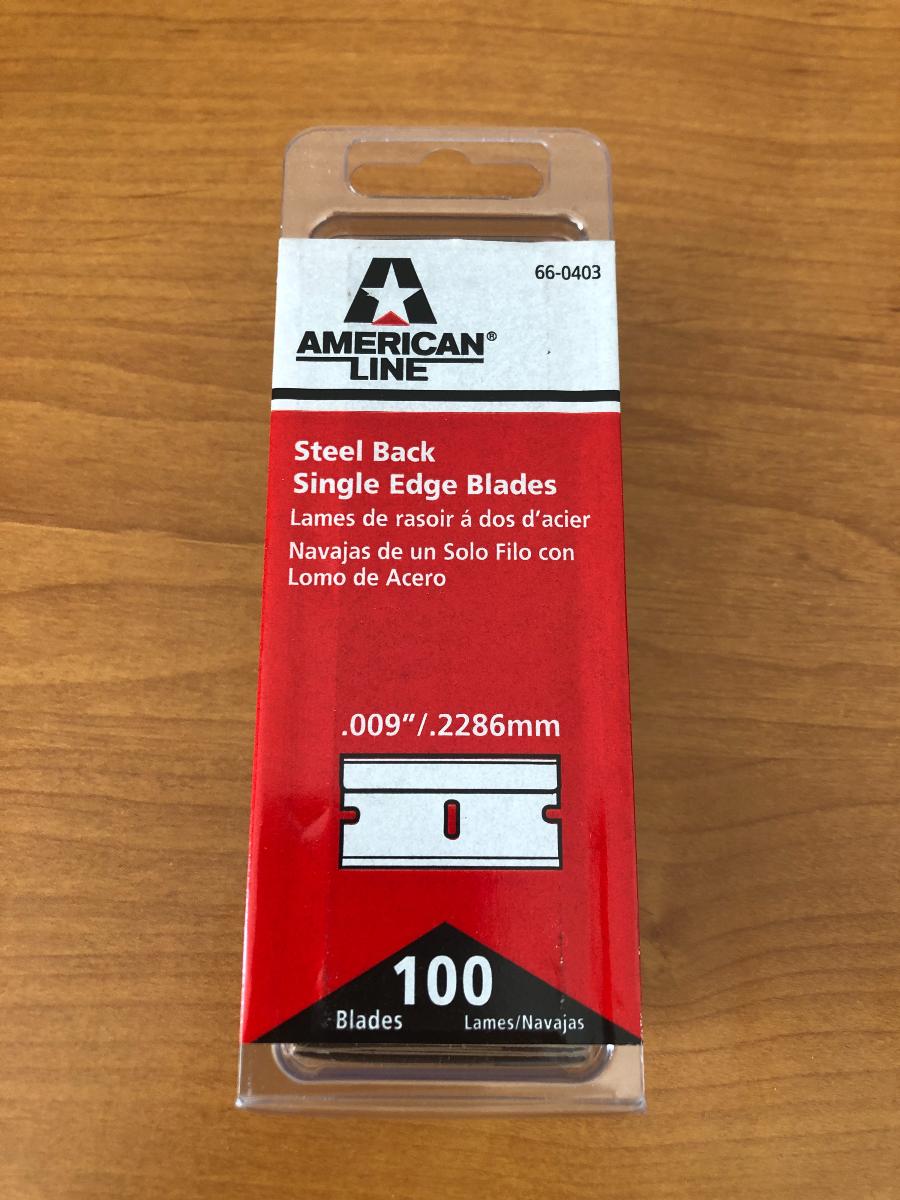 66-0403
AMERICAN®
LINE
Steel Back
Single Edge Blades
Lames de rasoir á dos d'acier
Navajas de un Solo Filo con
Lomo de Acero
.009"/.2286mm
100
Blades Lames/Navajas